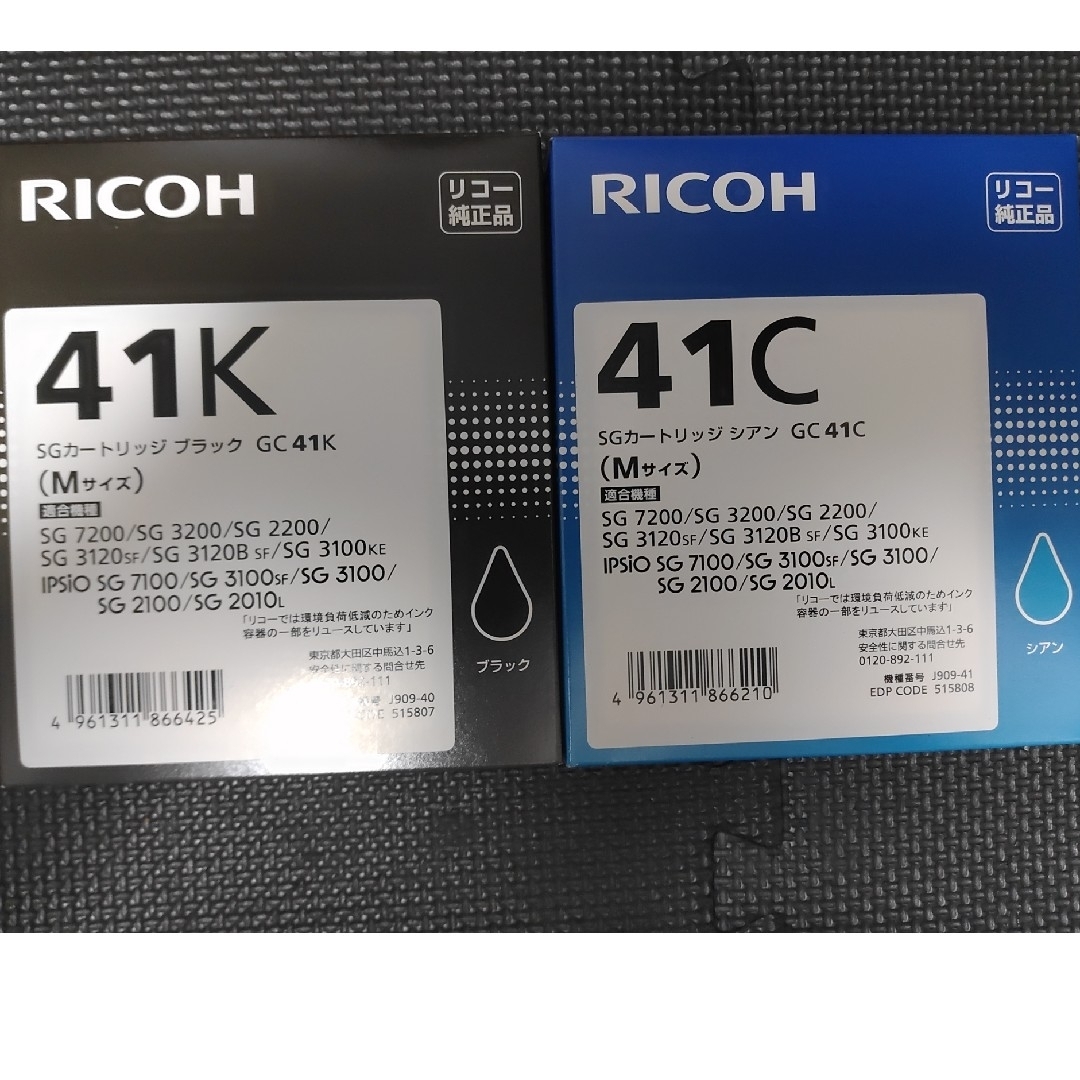 RICOH
リコー
純正品
41K
SGカートリッジ ブラック GC 41K
(Mサイズ)
適合機種
SG 7200/SG 3200/SG 2200/
SG 3120SF/SG 3120B SF/SG 3100KE
IPSiO SG 7100/SG 3100SF/SG 3100/
SG 2100/SG 2010L
「リコーでは環境負荷低減のためインク
容器の一部をリユースしています」
東京都大田区中馬込1-3-6
安全性に関する問合せ先
-111
J909-40
515807
4 961311 866425
ブラック
RICOH
リコー
純正品
41C
SGカートリッジ シアン GC 41C
(Mサイズ)
適合機種
SG 7200/SG 3200/SG 2200/
SG 3120SF/SG 3120B SF/SG 3100KE
IPSiO SG 7100/SG 3100SF/SG 3100/
SG 2100/SG 2010L
「リコーでは環境負荷低減のためインク
容器の一部をリユースしています」
東京都大田区中馬込1-3-6
安全性に関する問合せ先
0120-892-111
機種番号 J909-41
EDP CODE 515808
4 961311 866210
シアン